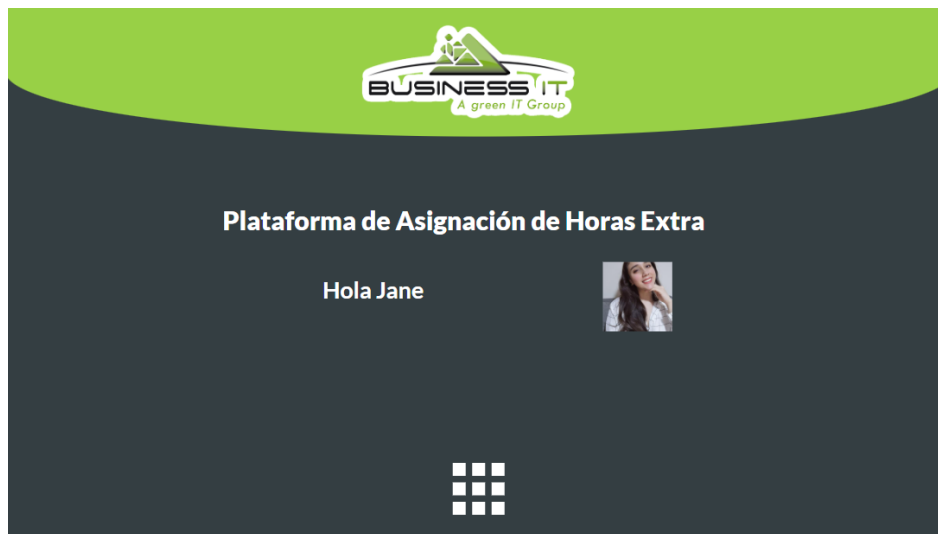 BUSINESS IT
A green IT Group
Plataforma de Asignación de Horas Extra
Hola Jane